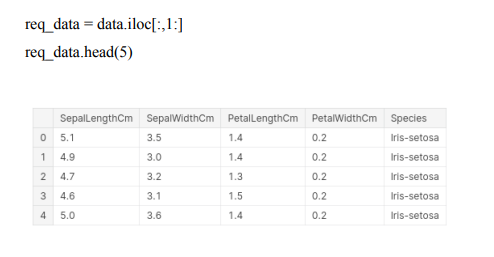 req_data = data.iloc[:,1:]
req_data.head(5)
SepalLengthCm SepalWidthCm PetalLengthCm PetalWidthCm Species
0 5.1 3.5 1.4 0.2 Iris-setosa
1 4.9 3.0 1.4 0.2 Iris-setosa
2 4.7 3.2 1.3 0.2 Iris-setosa
3 4.6 3.1 1.5 0.2 Iris-setosa
4 5.0 3.6 1.4 0.2 Iris-setosa